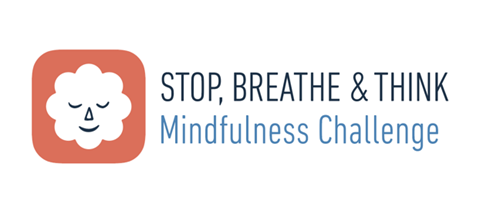 STOP, BREATHE & THINK
Mindfulness Challenge